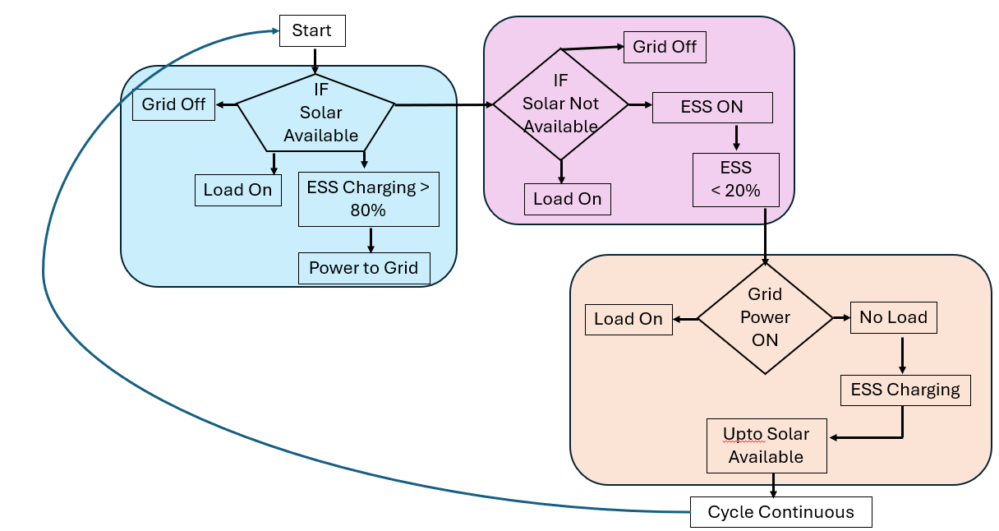 Start
IF
Solar
Available
Grid Off
Load On
ESS Charging >
80%
Power to Grid
IF
Solar Not
Available
Grid Off
ESS ON
ESS
< 20%
Load On
Grid
Power
ON
Load On
No Load
ESS Charging
Upto Solar
Available
Cycle Continuous